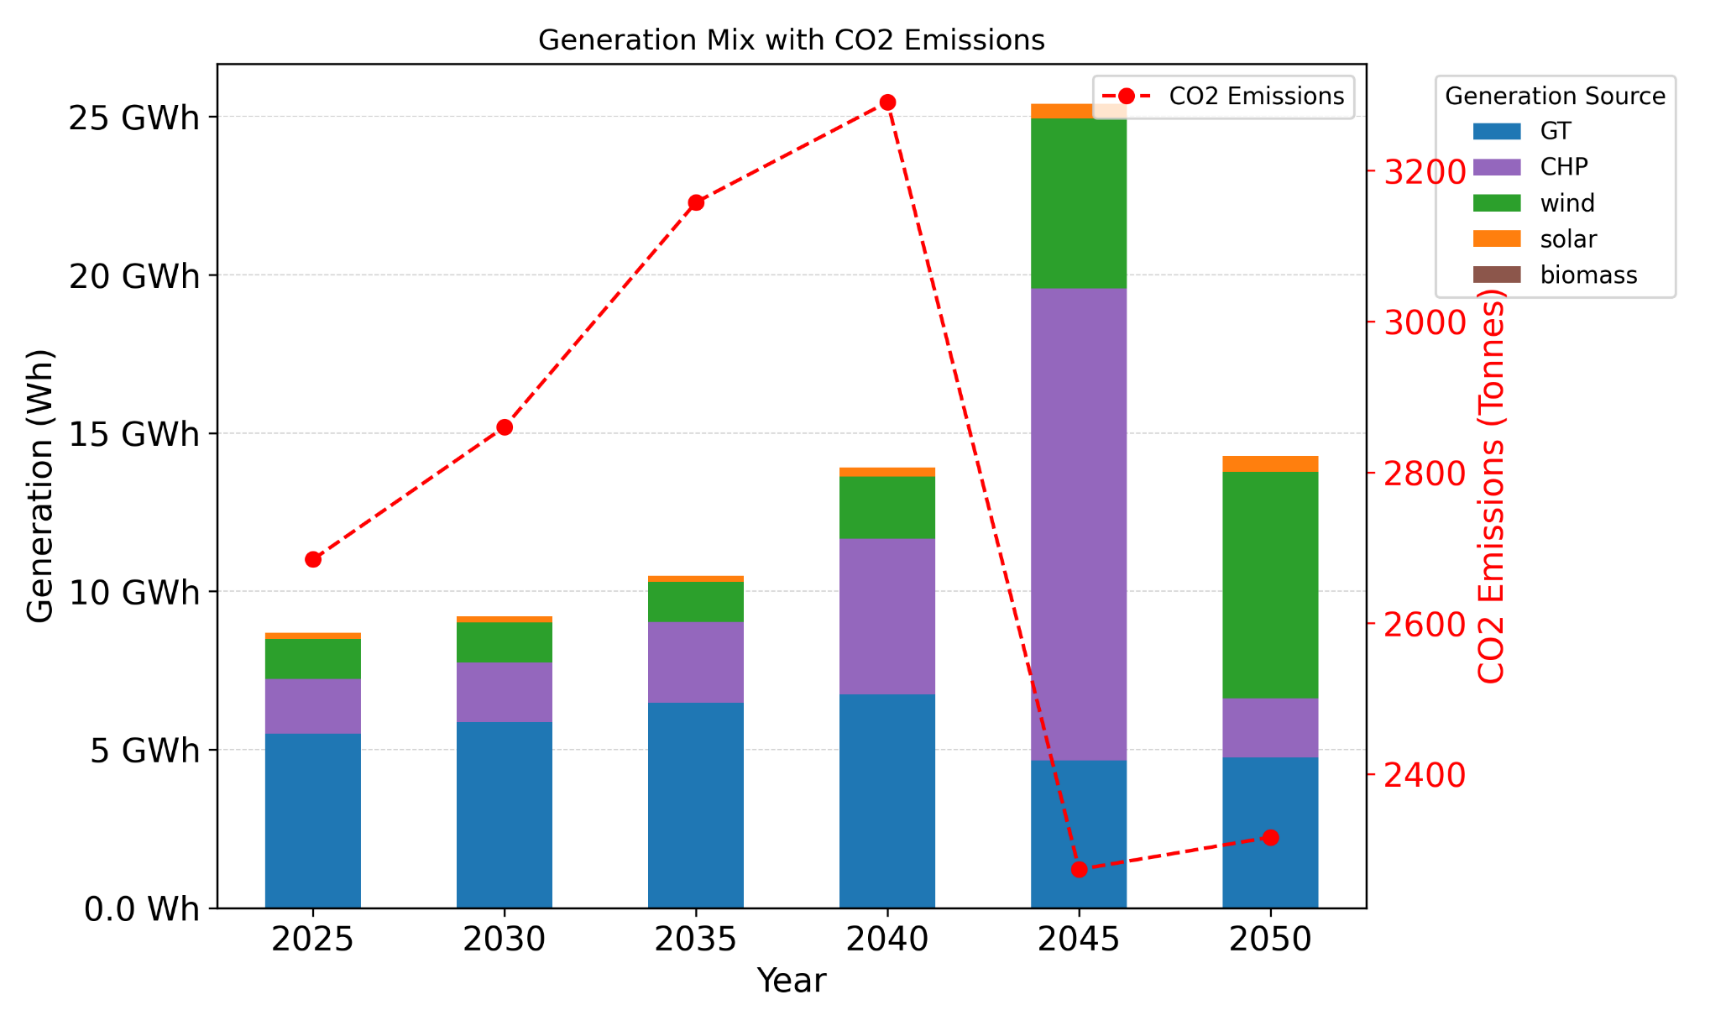 Generation Mix with CO2 Emissions
CO2 Emissions
Generation Source
GT
CHP
wind
solar
biomass
Generation (Wh)
25 GWh
20 GWh
15 GWh
10 GWh
5 GWh
0.0 Wh
3200
3000
2800
2600
2400
CO2 Emissions (Tonnes)
2025 2030 2035 2040 2045 2050
Year